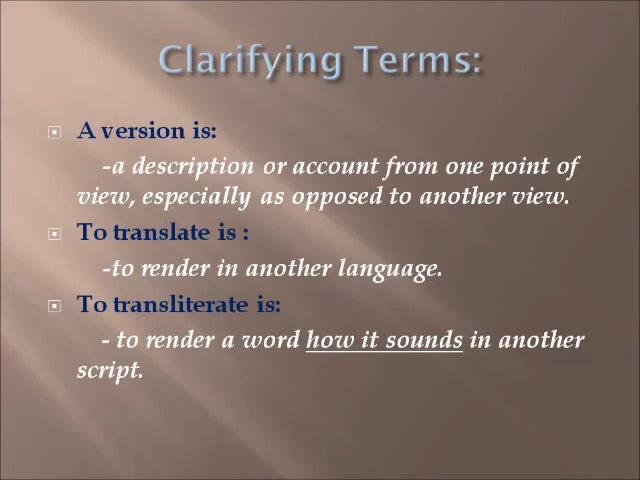 Clarifying Terms:
A version is:
-a description or account from one point of
view, especially as opposed to another view.
To translate is :
-to render in another language.
To transliterate is:
- to render a word how it sounds in another
script.